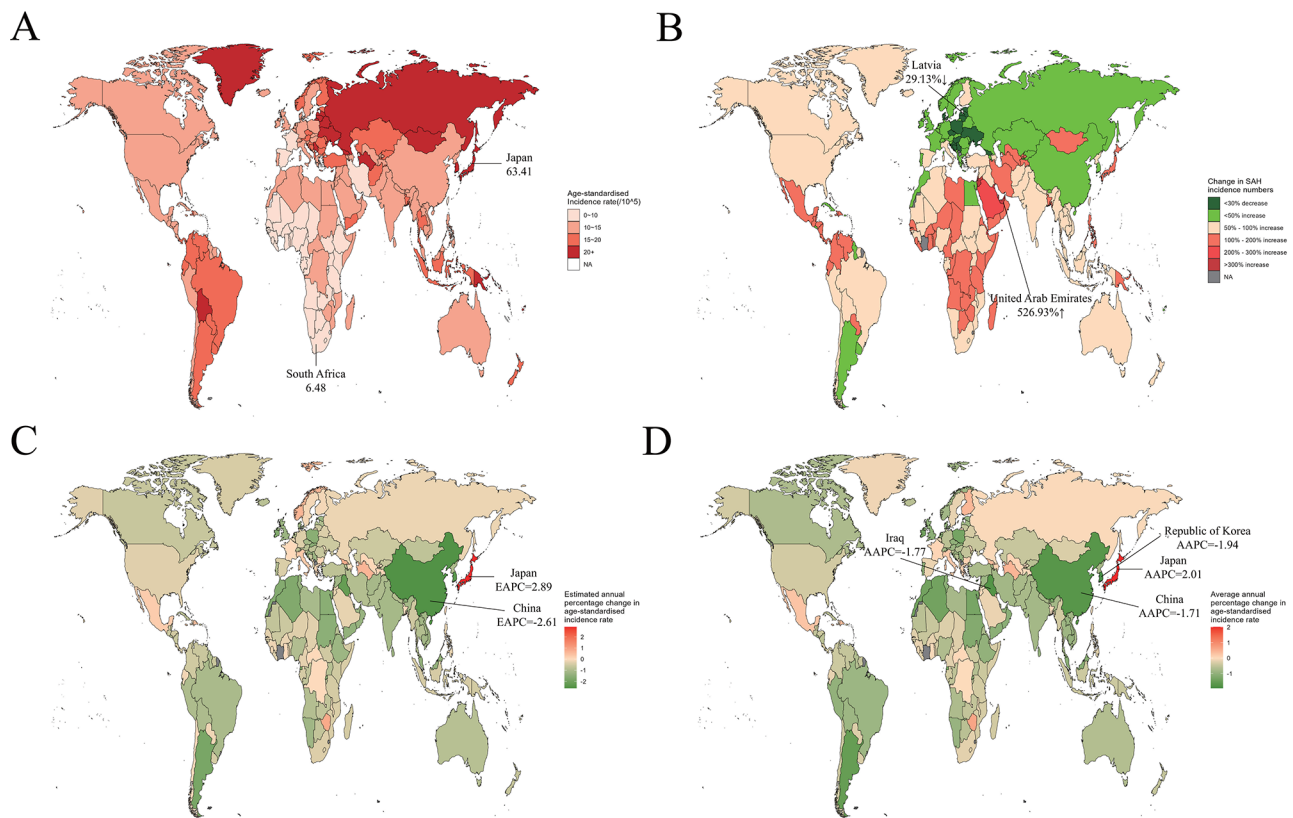 A
Japan
63.41
Age-standardised
Incidence rate(/10^5)
0~10
10~15
15~20
20+
NA
South Africa
6.48
B
Latvia
29.13%↓
Change in SAH
incidence numbers
<30% decrease
<50% increase
50% - 100% increase
100% - 200% increase
200% - 300% increase
>300% increase
NA
United Arab Emirates
526.93%↑
C
Japan
EAPC=2.89
China
EAPC=-2.61
Estimated annual
percentage change in
age-standardised
incidence rate
2
1
0
-1
-2
D
Iraq
AAPC=-1.77
Republic of Korea
AAPC=-1.94
Japan
AAPC=2.01
China
AAPC=-1.71
Average annual
percentage change in
age-standardised
incidence rate
2
1
0
-1